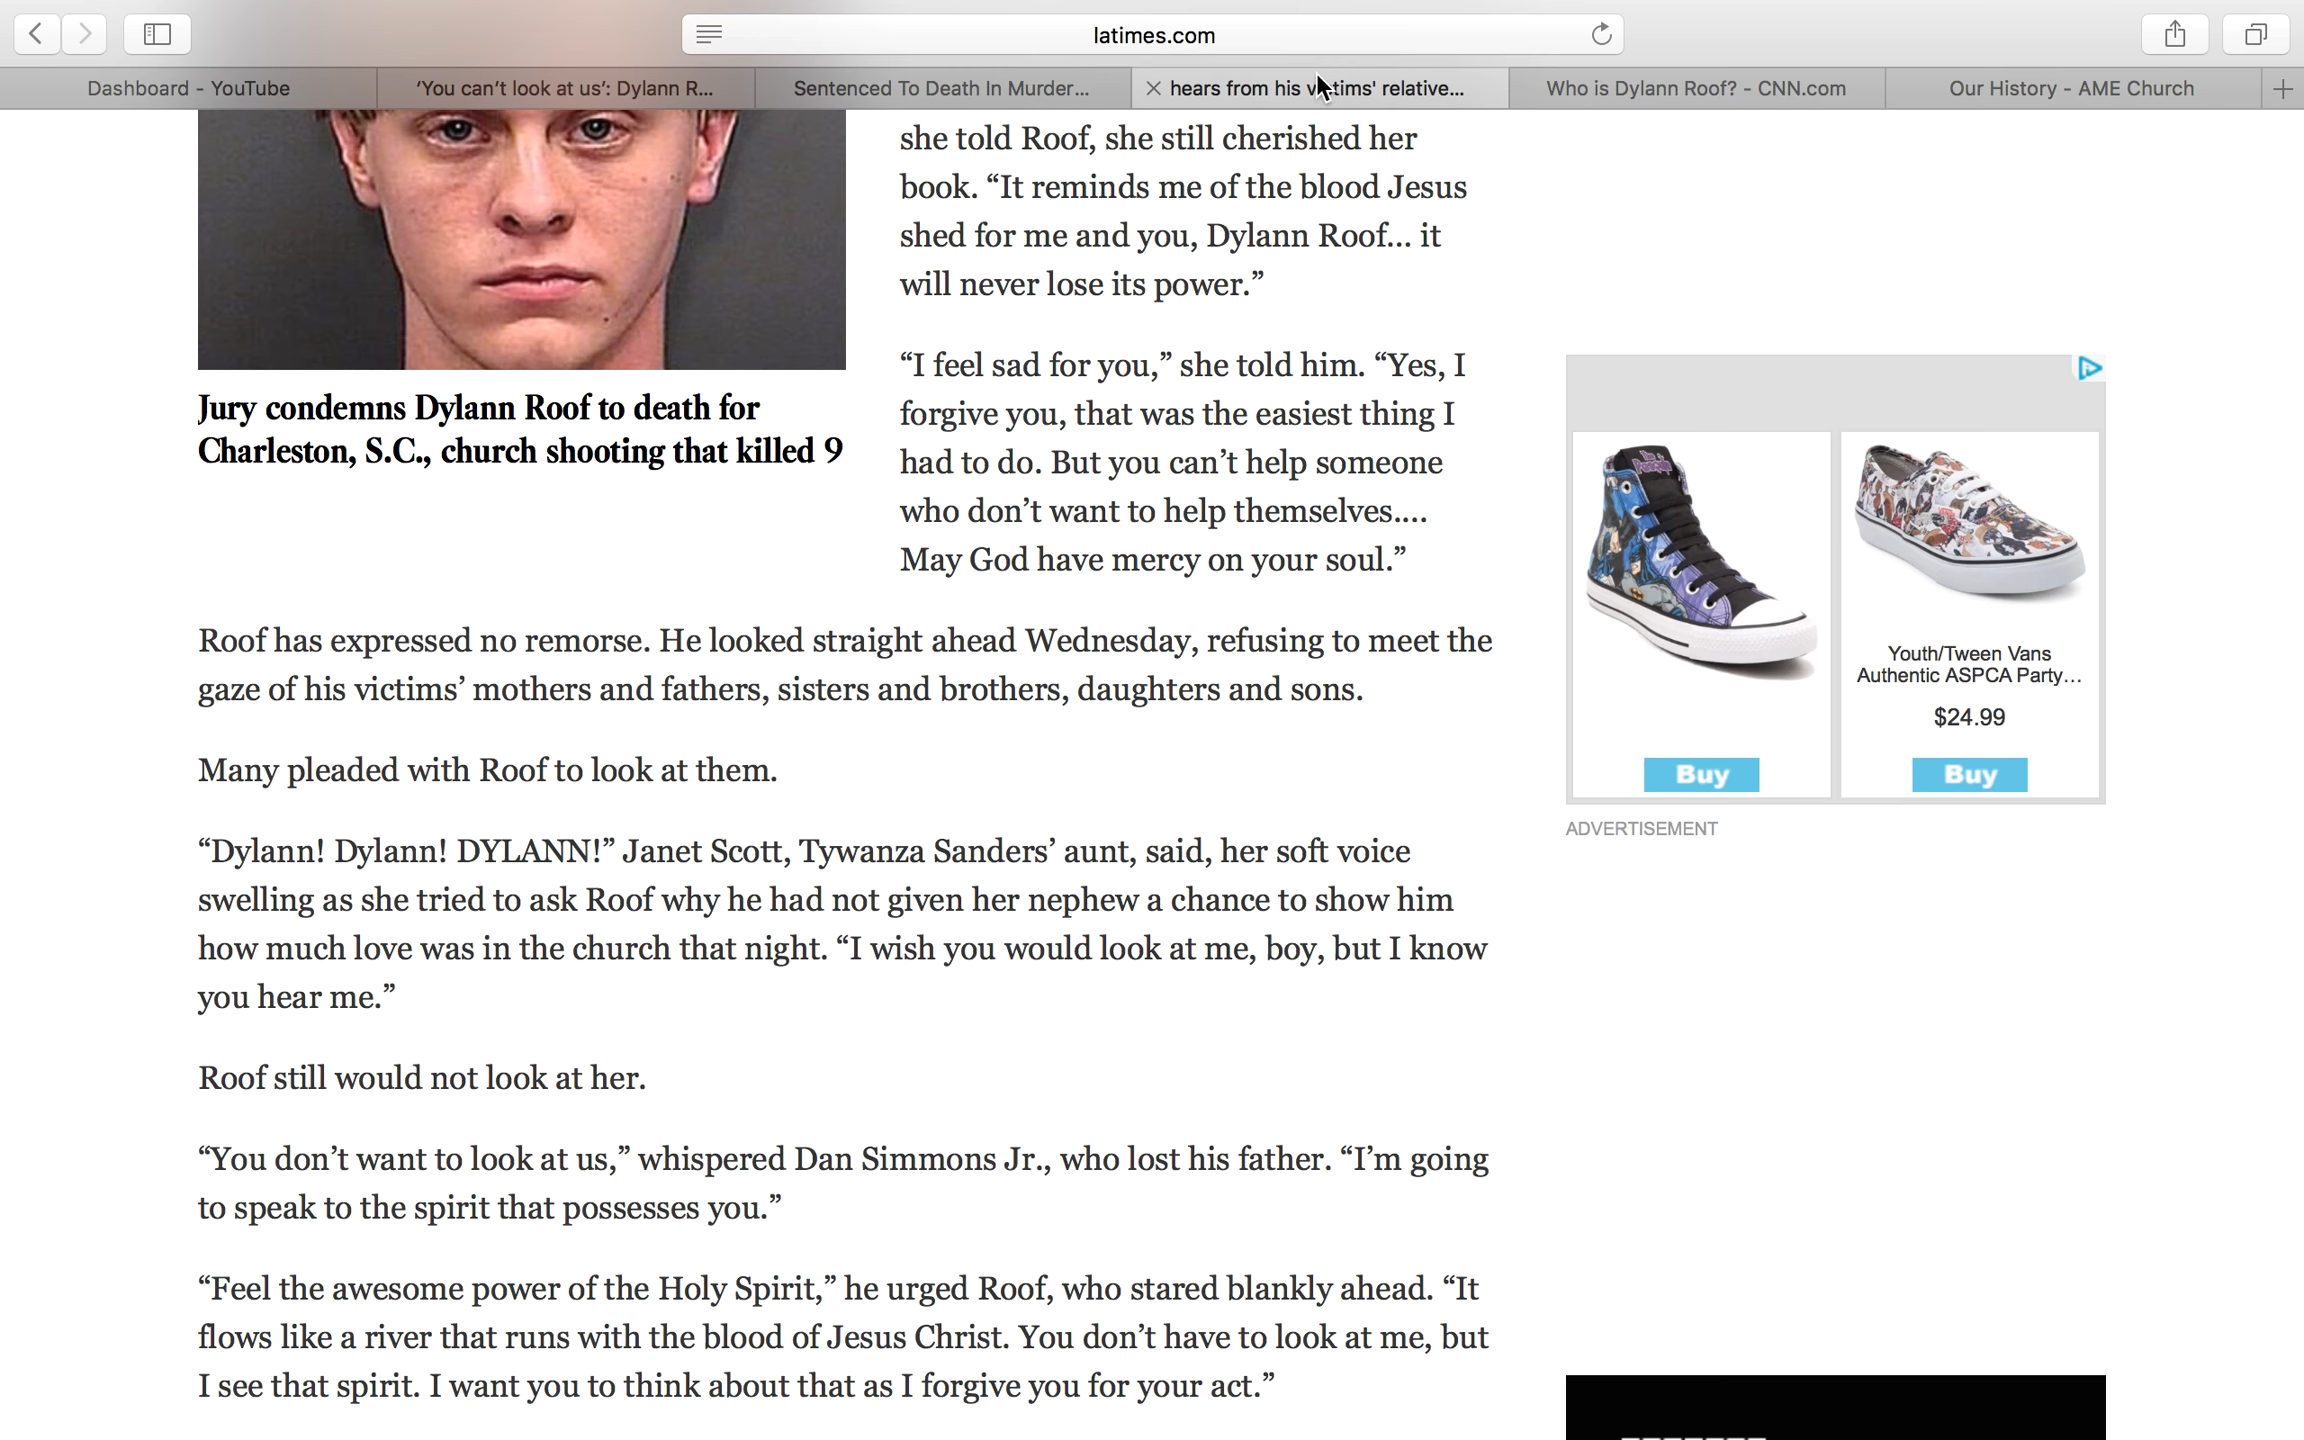 latimes.com
Dashboard - YouTube
‘You can’t look at us’: Dylann R...
Sentenced To Death In Murder...
hears from his victims' relative...
Who is Dylann Roof? - CNN.com
Our History - AME Church
Jury condemns Dylann Roof to death for
Charleston, S.C., church shooting that killed 9
she told Roof, she still cherished her
book. “It reminds me of the blood Jesus
shed for me and you, Dylann Roof... it
will never lose its power.”
“I feel sad for you,” she told him. “Yes, I
forgive you, that was the easiest thing I
had to do. But you can’t help someone
who don’t want to help themselves....
May God have mercy on your soul.”
Roof has expressed no remorse. He looked straight ahead Wednesday, refusing to meet the
gaze of his victims’ mothers and fathers, sisters and brothers, daughters and sons.
Many pleaded with Roof to look at them.
“Dylann! Dylann! DYLANN!” Janet Scott, Tywanza Sanders’ aunt, said, her soft voice
swelling as she tried to ask Roof why he had not given her nephew a chance to show him
how much love was in the church that night. “I wish you would look at me, boy, but I know
you hear me.”
Roof still would not look at her.
“You don’t want to look at us,” whispered Dan Simmons Jr., who lost his father. “I’m going
to speak to the spirit that possesses you.”
“Feel the awesome power of the Holy Spirit,” he urged Roof, who stared blankly ahead. “It
flows like a river that runs with the blood of Jesus Christ. You don’t have to look at me, but
I see that spirit. I want you to think about that as I forgive you for your act.”
Youth/Tween Vans
Authentic ASPCA Party...
$24.99
Buy
Buy
ADVERTISEMENT